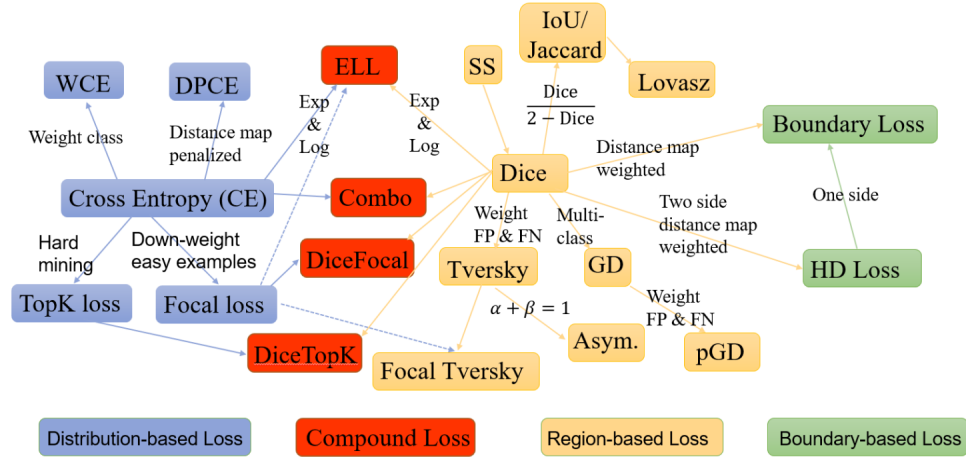 IoU/
Jaccard
WCE
DPCE
ELL
SS
Lovasz
Weight class
Distance map
penalized
Exp
&
Log
Exp
&
Log
Dice
2 − Dice
Boundary Loss
Distance map
weighted
Dice
Cross Entropy (CE)
Combo
One side
Hard
mining
Down-weight
easy examples
Weight
FP & FN
Multi-
class
Two side
distance map
weighted
DiceFocal
Tversky
GD
HD Loss
TopK loss
Focal loss
α + β = 1
Weight
FP & FN
DiceTopK
Focal Tversky
Asym.
pGD
Distribution-based Loss
Compound Loss
Region-based Loss
Boundary-based Loss